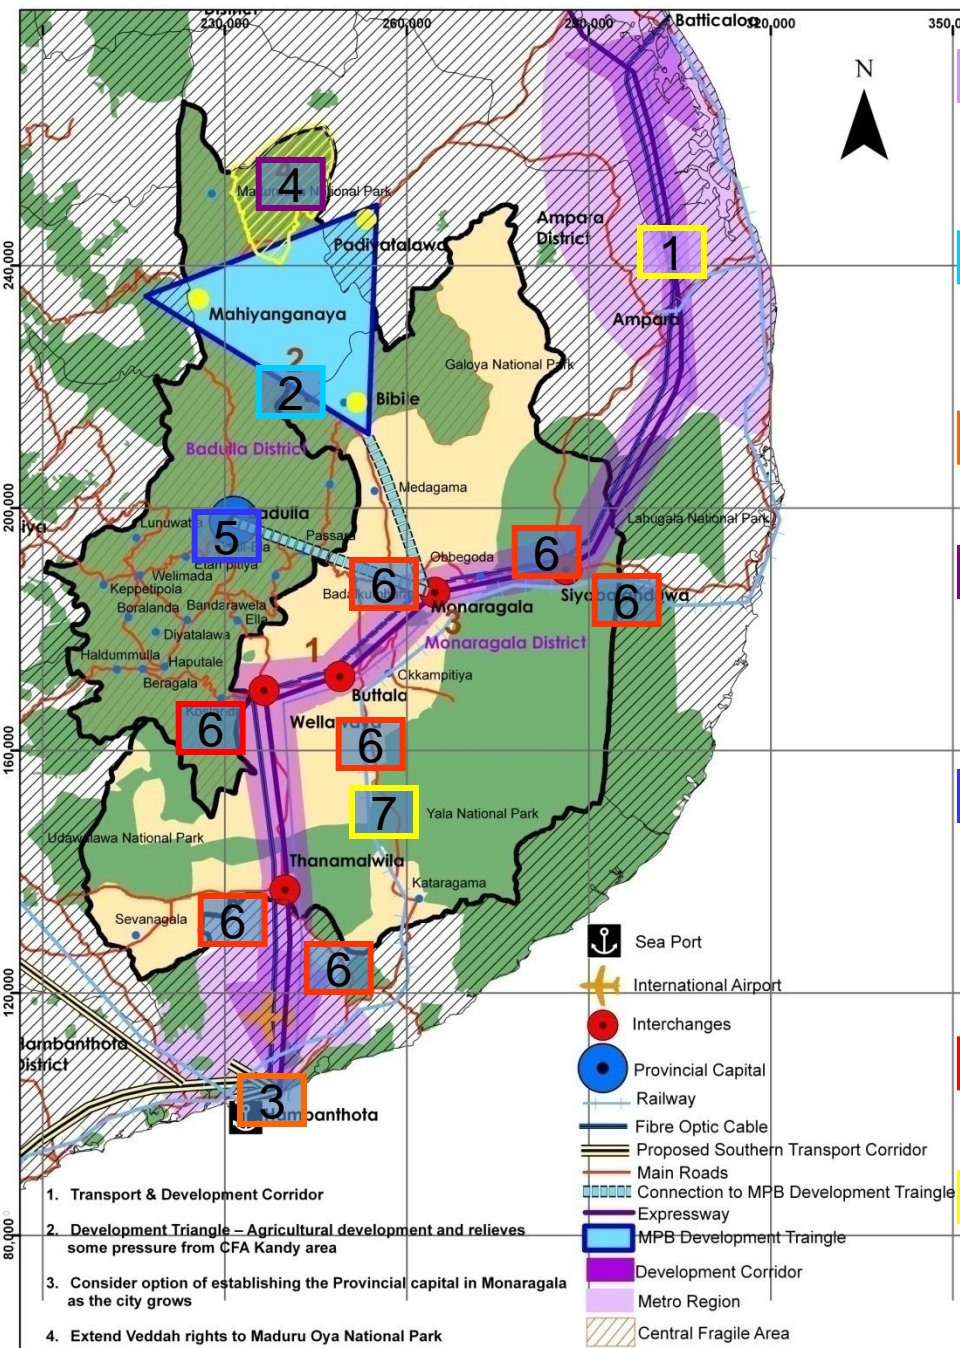 District
230,000
260,000
290,000
Batticaloa
320,000
350,0
N
4
National Park
Ampara
District
Padiyatalawa
1
240,000
Mahiyanganaya
Ampara
2
Galoya National Park
2
Bibile
Badulla District
Medagama
200,000
iya
Lunuwatta
5
Passara
Lahugala National Park
Obbegoda
6
Welimada
Keppetipola
6
6
Monaragala
Boralanda
Bandarawela
Ella
3
Diyatalawa
1
Monaragala District
Haldummulla
Haputale
Beragala
Okkampitiya
Buttala
6
6
160,000
7
Yala National Park
Udawalawa National Park
Thanamalwila
Kataragama
Sevanagala
6
6
Sea Port
International Airport
120,000
Interchanges
Hambanthota
District
Provincial Capital
3
Railway
Hambanthota
Fibre Optic Cable
Proposed Southern Transport Corridor
Main Roads
Connection to MPB Development Traingle
Expressway
MPB Development Traingle
Development Corridor
Metro Region
Central Fragile Area
80,000
1. Transport & Development Corridor
2. Development Triangle – Agricultural development and relieves
some pressure from CFA Kandy area
3. Consider option of establishing the Provincial capital in Monaragala
as the city grows
4. Extend Veddah rights to Maduru Oya National Park